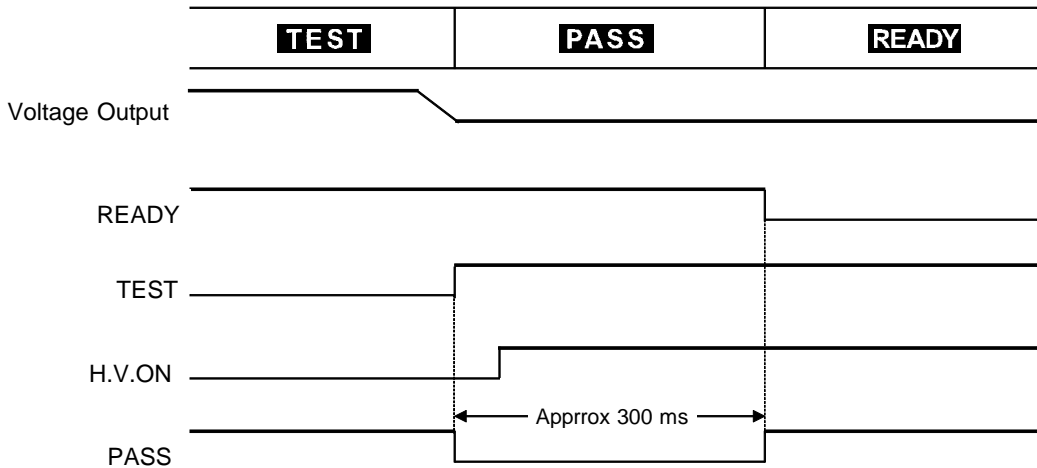 TEST PASS READY
Voltage Output
READY
TEST
H.V.ON
Apprrox 300 ms
PASS